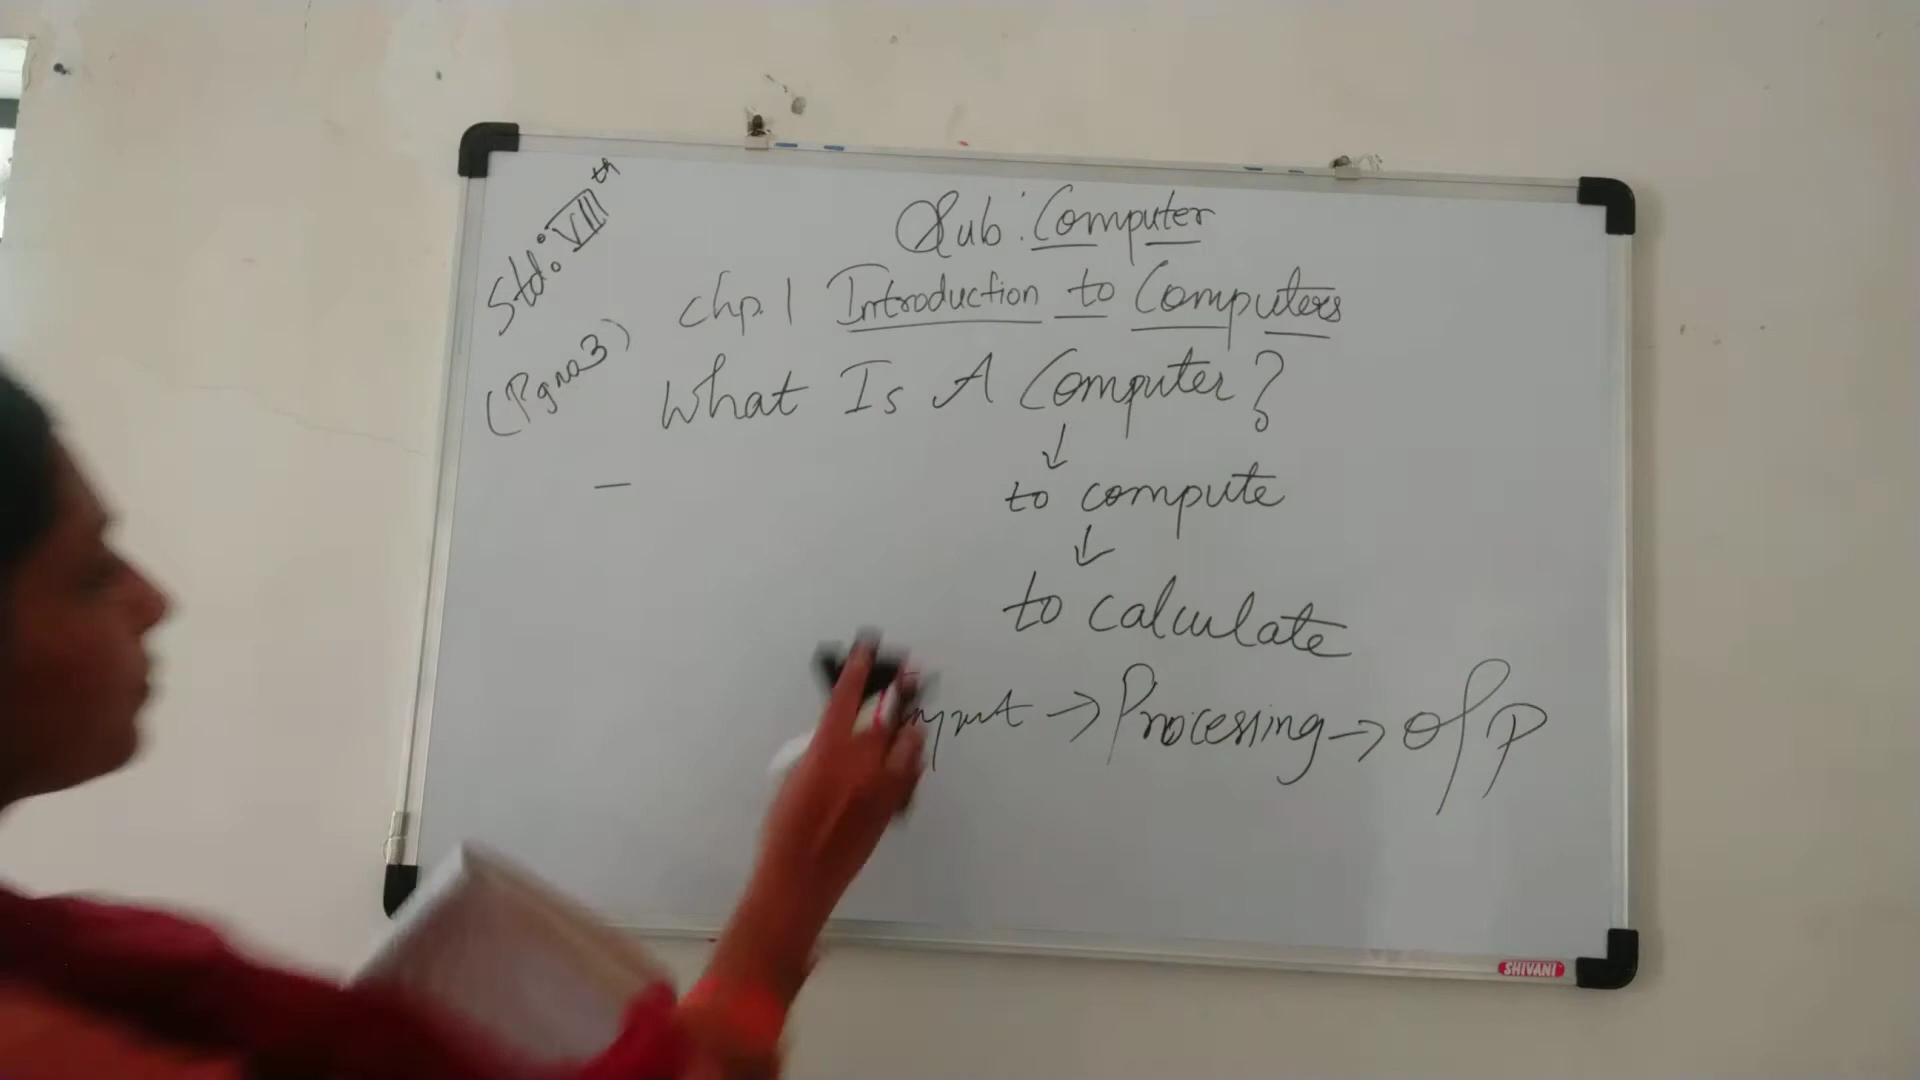 Std: VIIIth
(Pg no 3)
Sub: Computer
Chp. 1 Introduction to Computers
What Is A Computer?
↓
to compute
↓
to calculate
Input → Processing → O/P
SHIVANI